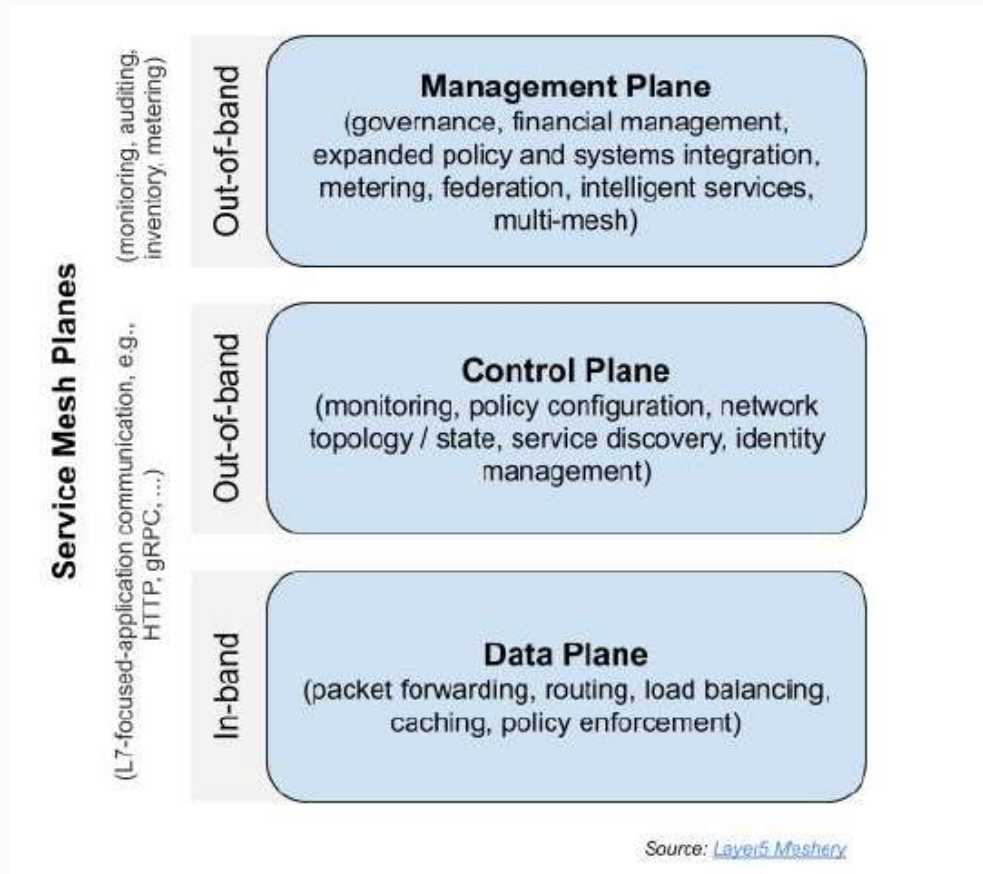 Service Mesh Planes
(monitoring, auditing,
inventory, metering)
Out-of-band
Management Plane
(governance, financial management,
expanded policy and systems integration,
metering, federation, intelligent services,
multi-mesh)
(L7-focused-application communication, e.g.,
HTTP, gRPC, ...)
Out-of-band
Control Plane
(monitoring, policy configuration, network
topology / state, service discovery, identity
management)
In-band
Data Plane
(packet forwarding, routing, load balancing,
caching, policy enforcement)
Source: Layer5 Meshery